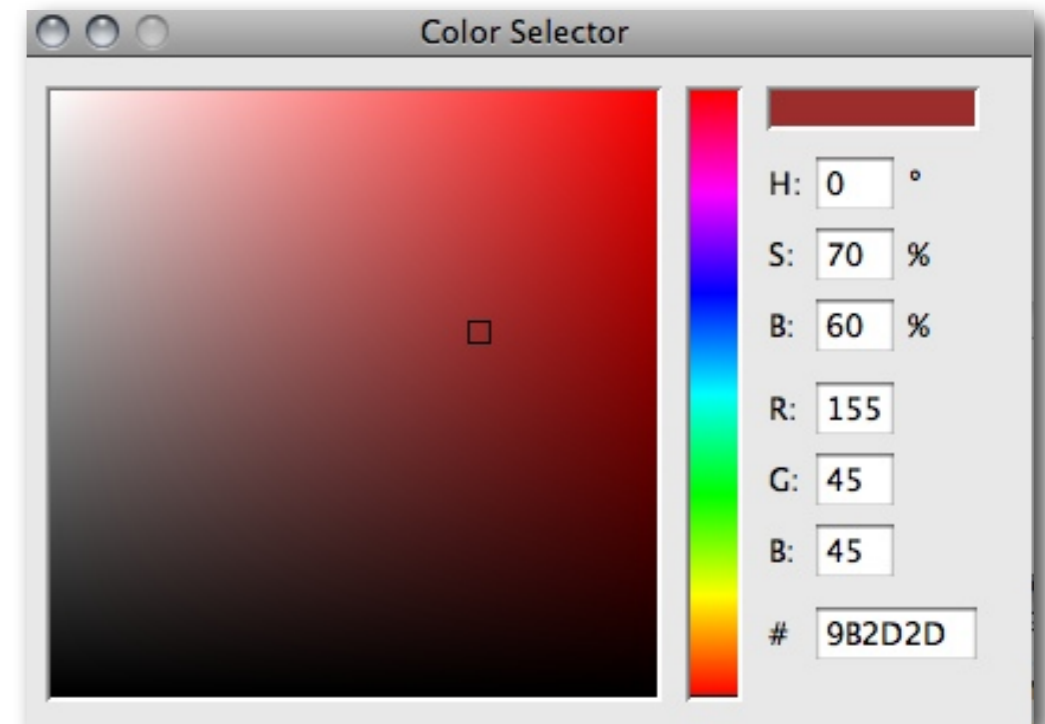 Color Selector
H: 0 °
S: 70 %
B: 60 %
R: 155
G: 45
B: 45
# 9B2D2D